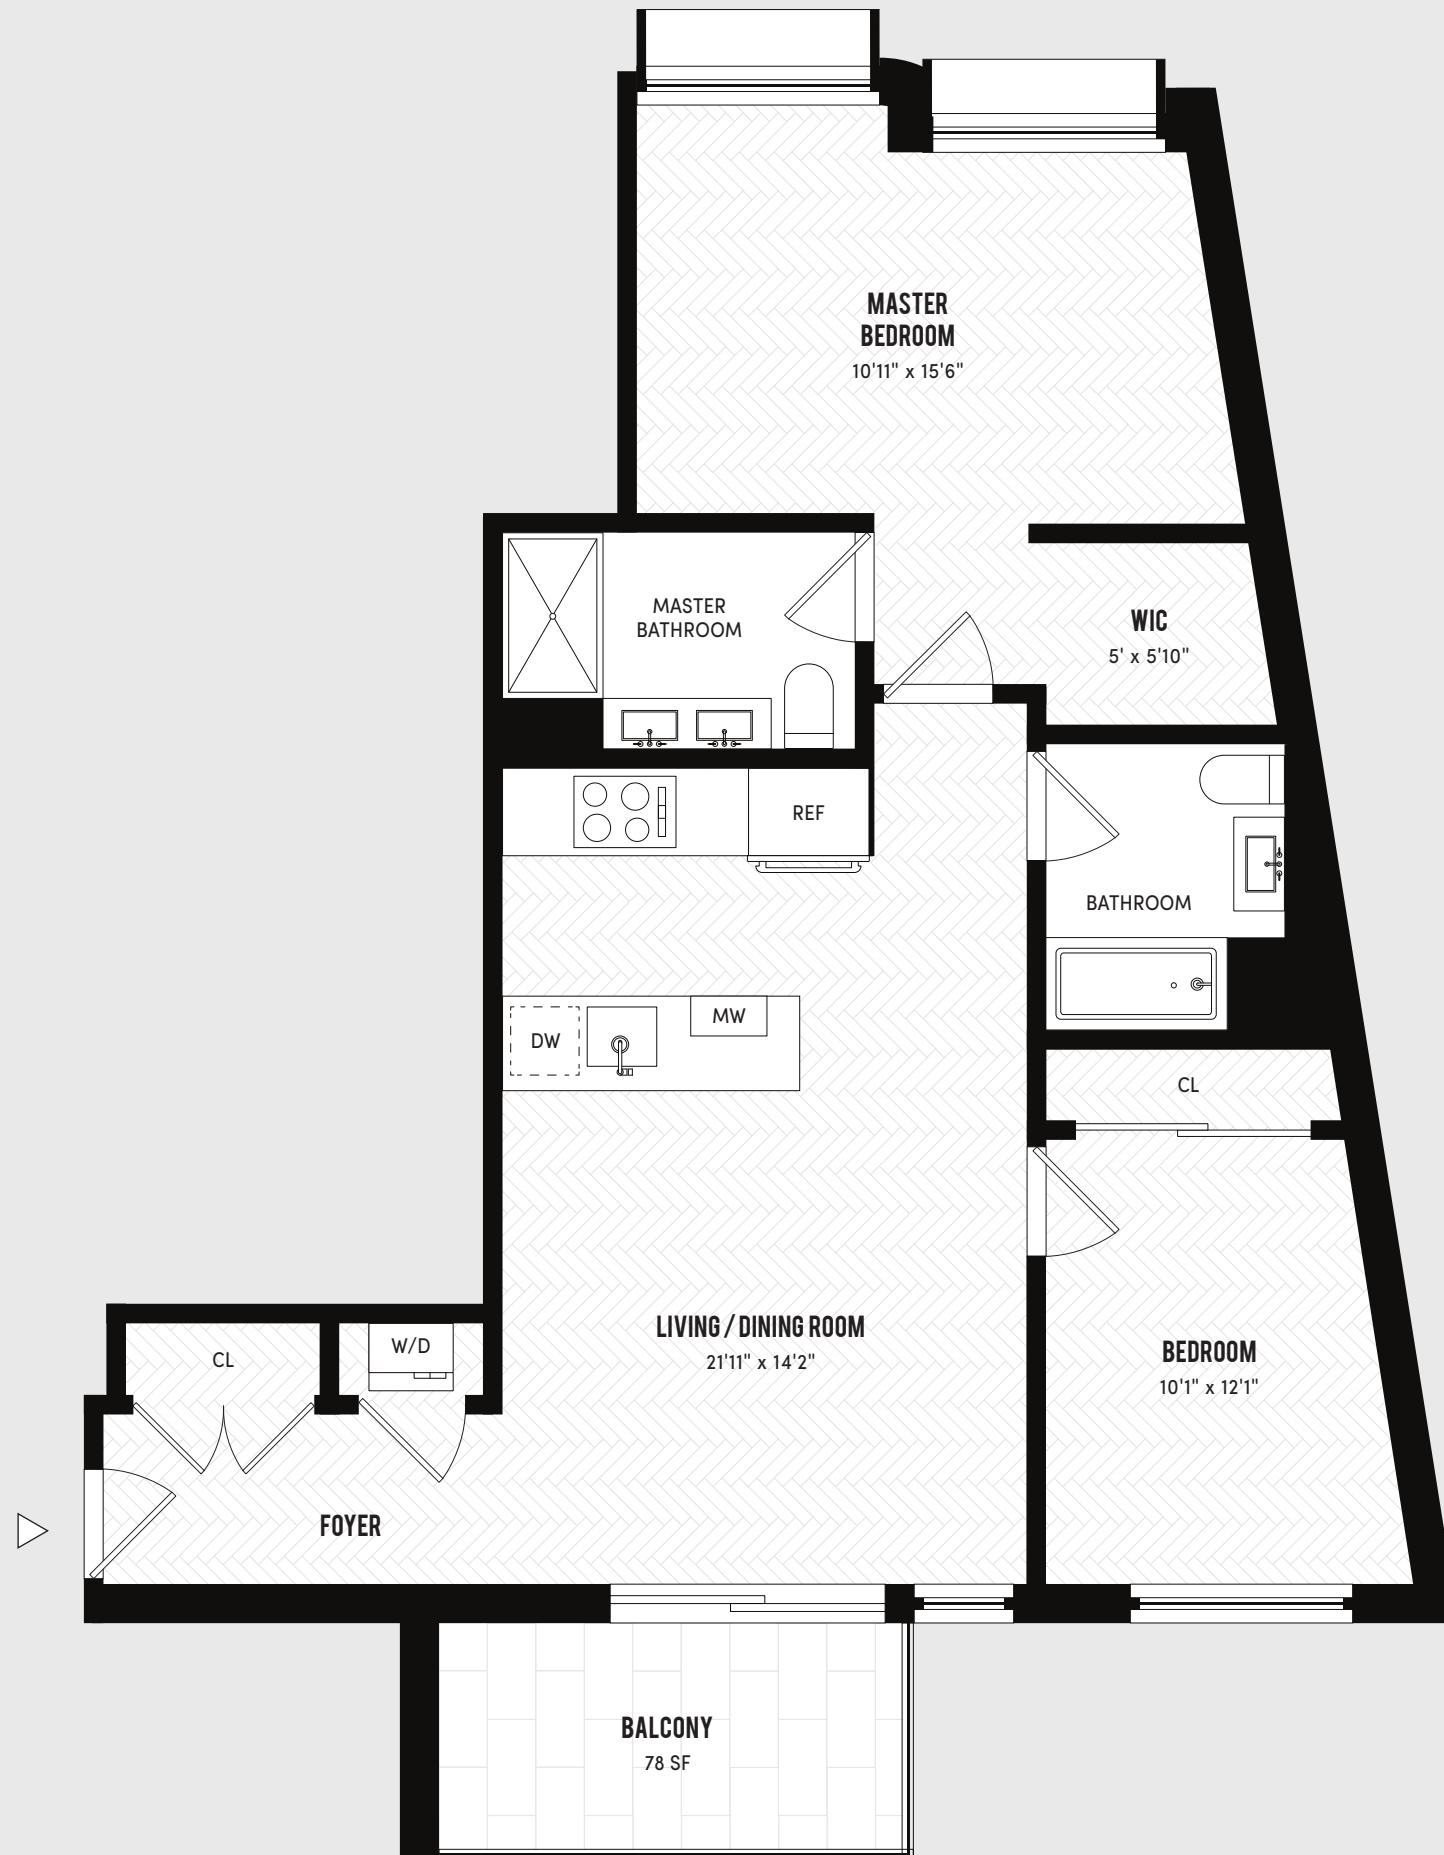 MASTER
BEDROOM
10'11" x 15'6"
MASTER
BATHROOM
WIC
5' x 5'10"
REF
BATHROOM
MW
DW
CL
LIVING / DINING ROOM
21'11" x 14'2"
BEDROOM
10'1" x 12'1"
W/D
CL
FOYER
BALCONY
78 SF